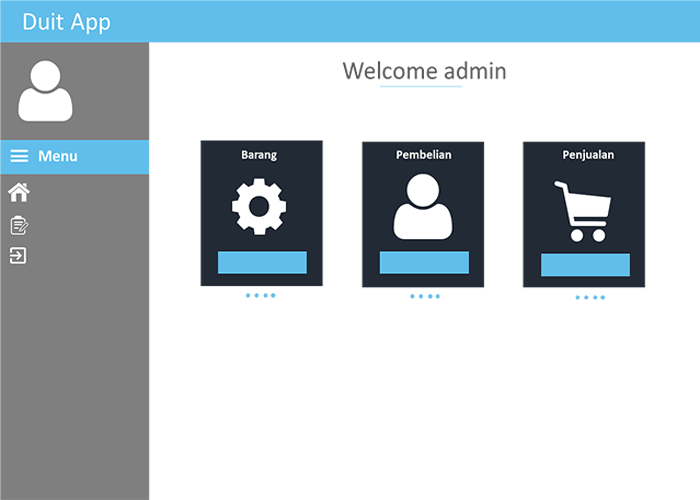 Duit App
Welcome admin
Menu
Barang
Pembelian
Penjualan